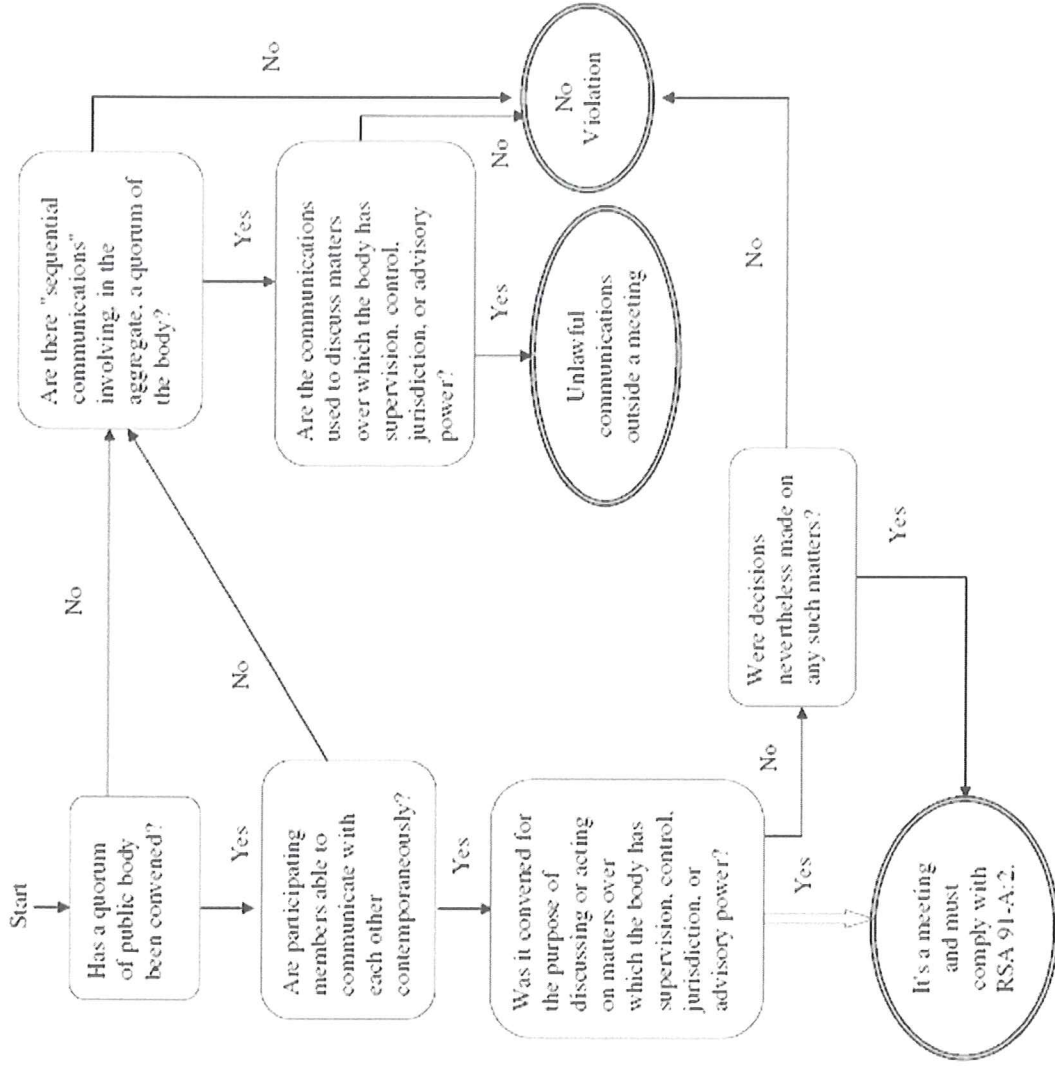 Start
Has a quorum
of public body
been convened?
No
Yes
Are participating
members able to
communicate with
each other
contemporaneously?
No
Yes
Was it convened for
the purpose of
discussing or acting
on matters over
which the body has
supervision, control,
jurisdiction, or
advisory power?
No
Yes
It's a meeting
and must
comply with
RSA 91-A:2.
Were decisions
nevertheless made on
any such matters?
No
Yes
Are there "sequential
communications"
involving, in the
aggregate, a quorum of
the body?
No
Yes
Are the communications
used to discuss matters
over which the body has
supervision, control,
jurisdiction, or advisory
power?
No
Yes
Unlawful
communications
outside a meeting
No
Violation